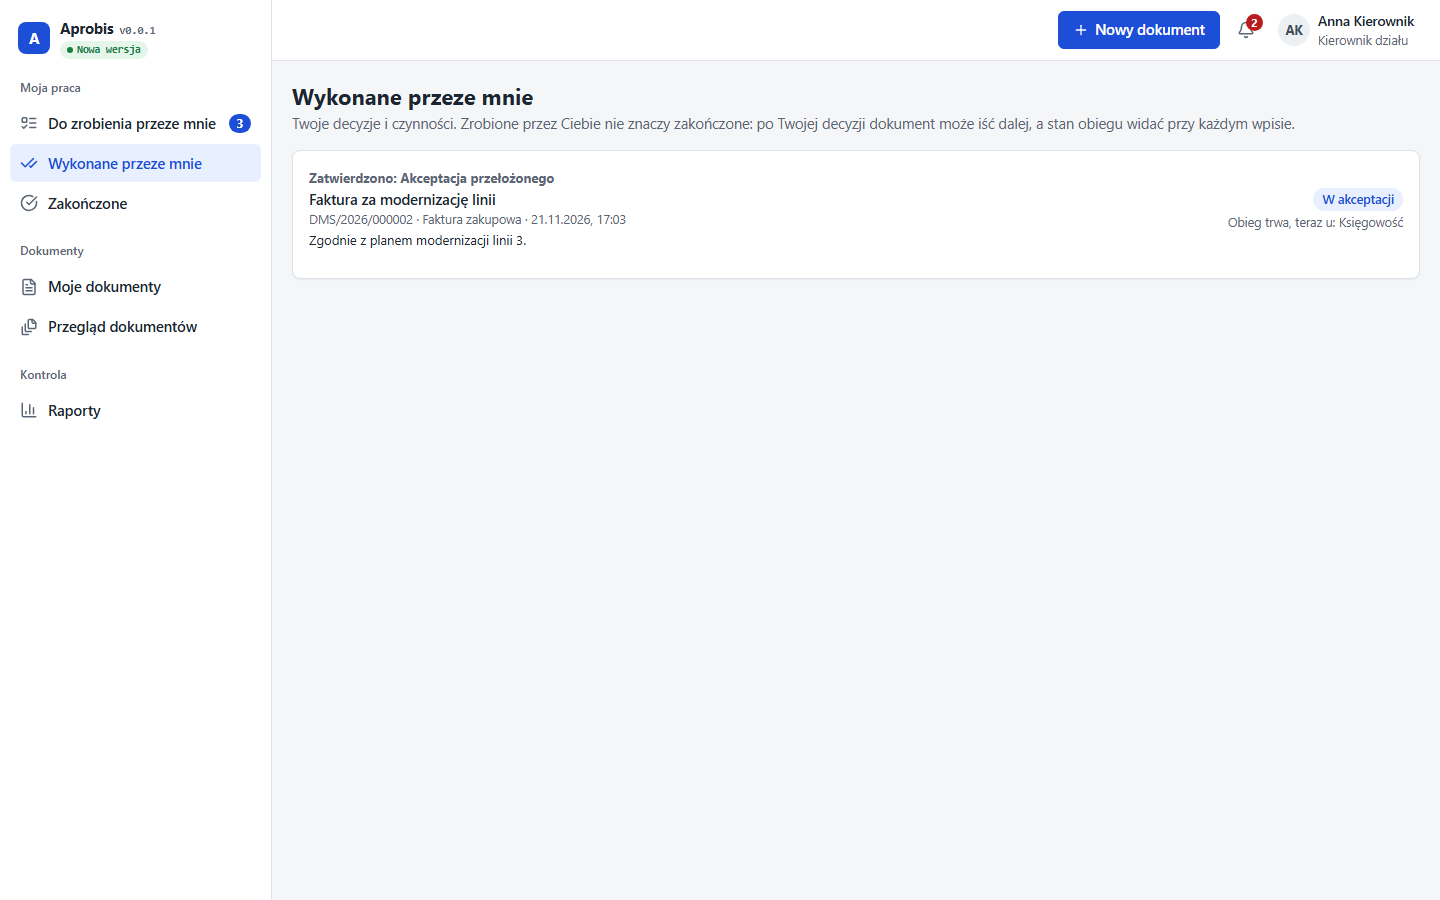 A
Aprobis v0.0.1
Nowa wersja
Moja praca
Do zrobienia przeze mnie 3
Wykonane przeze mnie
Zakończone
Dokumenty
Moje dokumenty
Przegląd dokumentów
Kontrola
Raporty
+ Nowy dokument
2
AK
Anna Kierownik
Kierownik działu
Wykonane przeze mnie
Twoje decyzje i czynności. Zrobione przez Ciebie nie znaczy zakończone: po Twojej decyzji dokument może iść dalej, a stan obiegu widać przy każdym wpisie.
Zatwierdzono: Akceptacja przełożonego
Faktura za modernizację linii
DMS/2026/000002 · Faktura zakupowa · 21.11.2026, 17:03
Zgodnie z planem modernizacji linii 3.
W akceptacji
Obieg trwa, teraz u: Księgowość